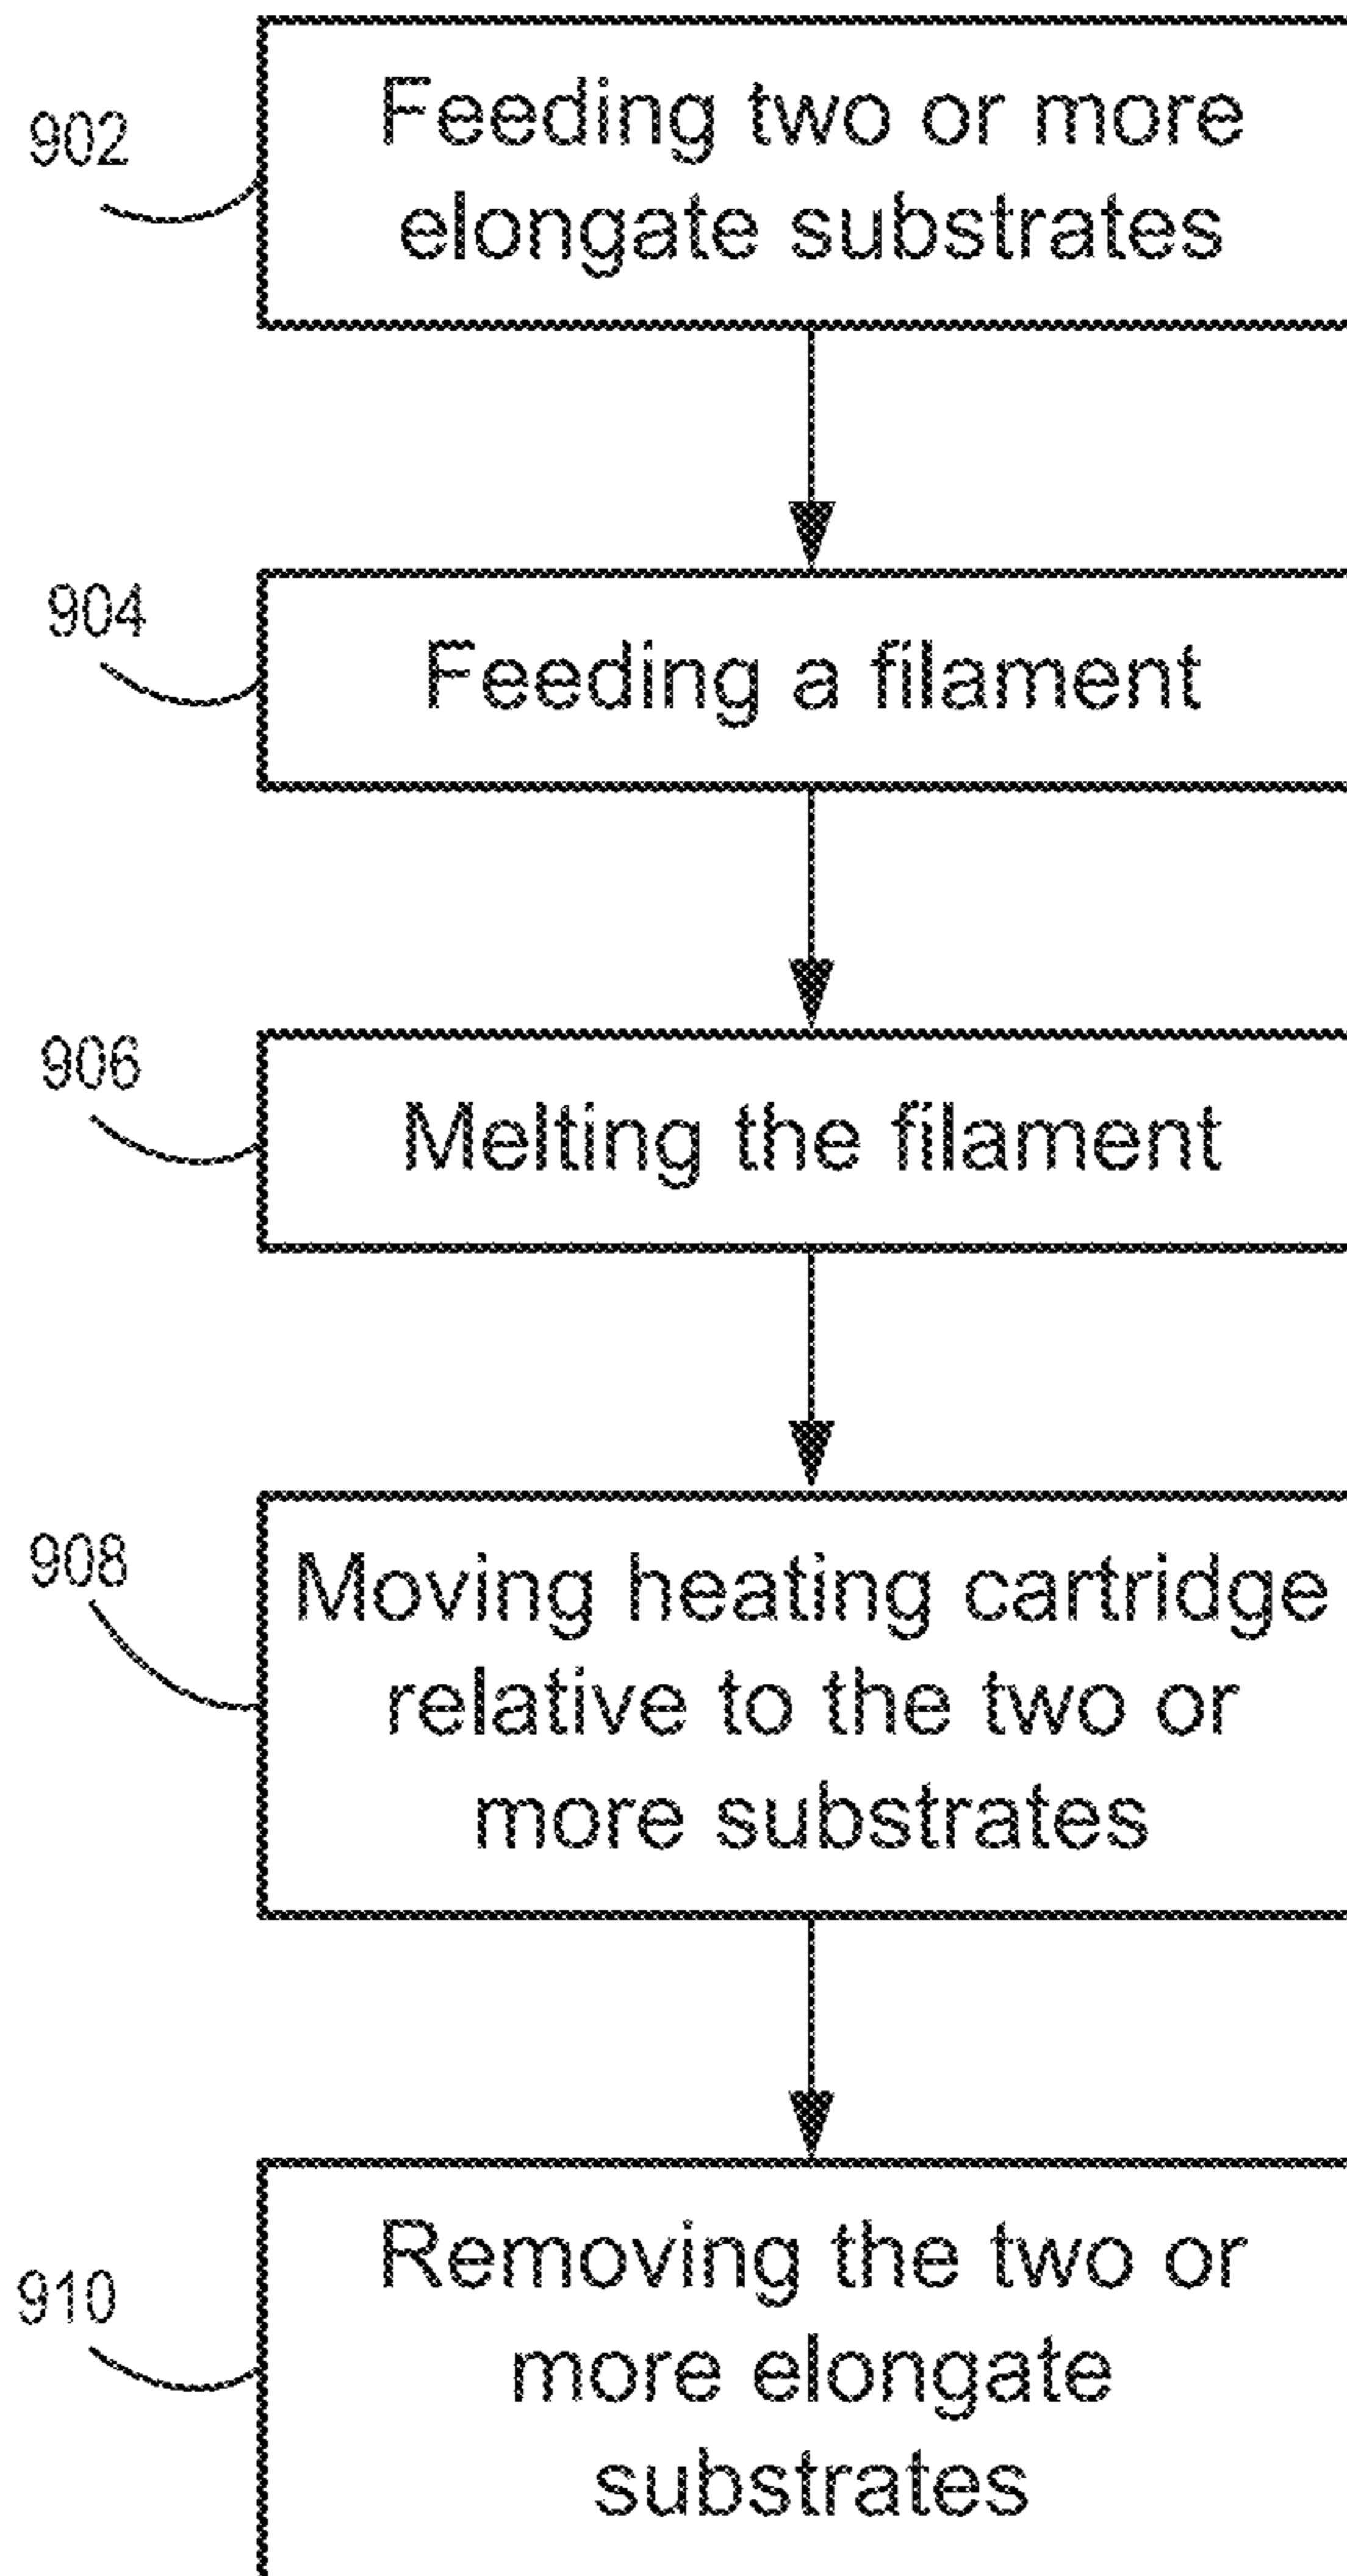 902
Feeding two or more
elongate substrates
904
Feeding a filament
906
Melting the filament
908
Moving heating cartridge
relative to the two or
more substrates
910
Removing the two or
more elongate
substrates